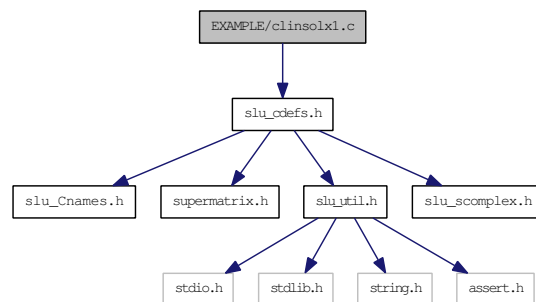 EXAMPLE/clinsolx1.c
slu_cdefs.h
slu_Cnames.h
supermatrix.h
slu_util.h
slu_scomplex.h
stdio.h
stdlib.h
string.h
assert.h